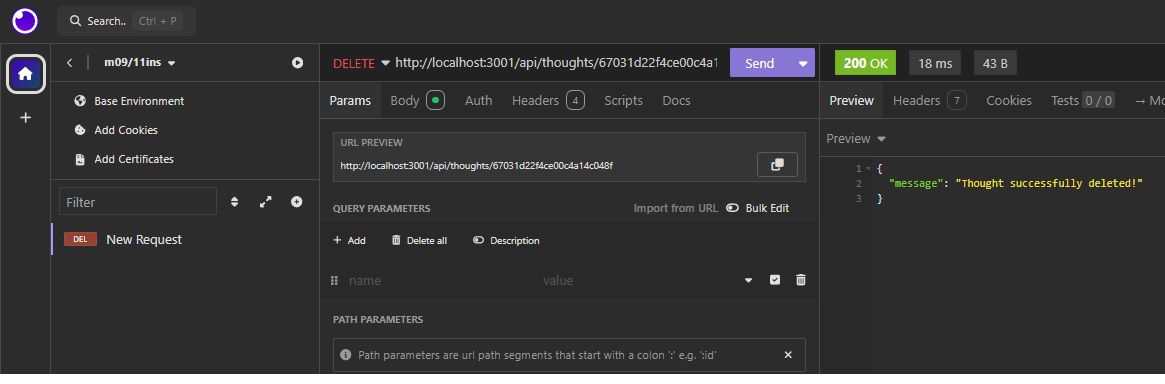 Search.. Ctrl + P
m09/11ins
Base Environment
Add Cookies
Add Certificates
Filter
DEL New Request
DELETE http://localhost:3001/api/thoughts/67031d22f4ce00c4a1 Send
Params Body Auth Headers 4 Scripts Docs
URL PREVIEW
http://localhost:3001/api/thoughts/67031d22f4ce00c4a14c048f
QUERY PARAMETERS Import from URL Bulk Edit
+ Add Delete all Description
name value
PATH PARAMETERS
Path parameters are url path segments that start with a colon ':' e.g. ':id'
200 OK 18 ms 43 B
Preview Headers 7 Cookies Tests 0 / 0 → Mo
Preview
1 {
2 "message": "Thought successfully deleted!"
3 }